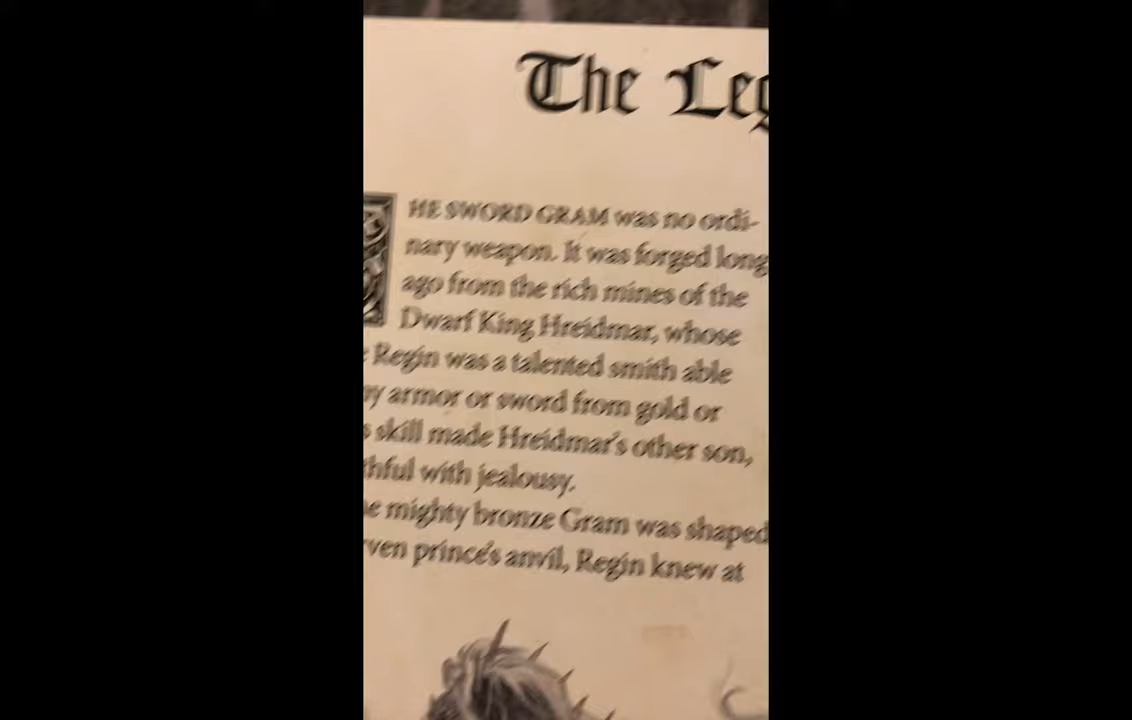 The Leg
HE SWORD GRAM was no ordi-
nary weapon. It was forged long
ago from the rich mines of the
Dwarf King Hreidmar, whose
Regin was a talented smith able
armor or sword from gold or
skill made Hreidmar's other son,
with jealousy.
mighty bronze Gram was shaped
prince's anvil, Regin knew at